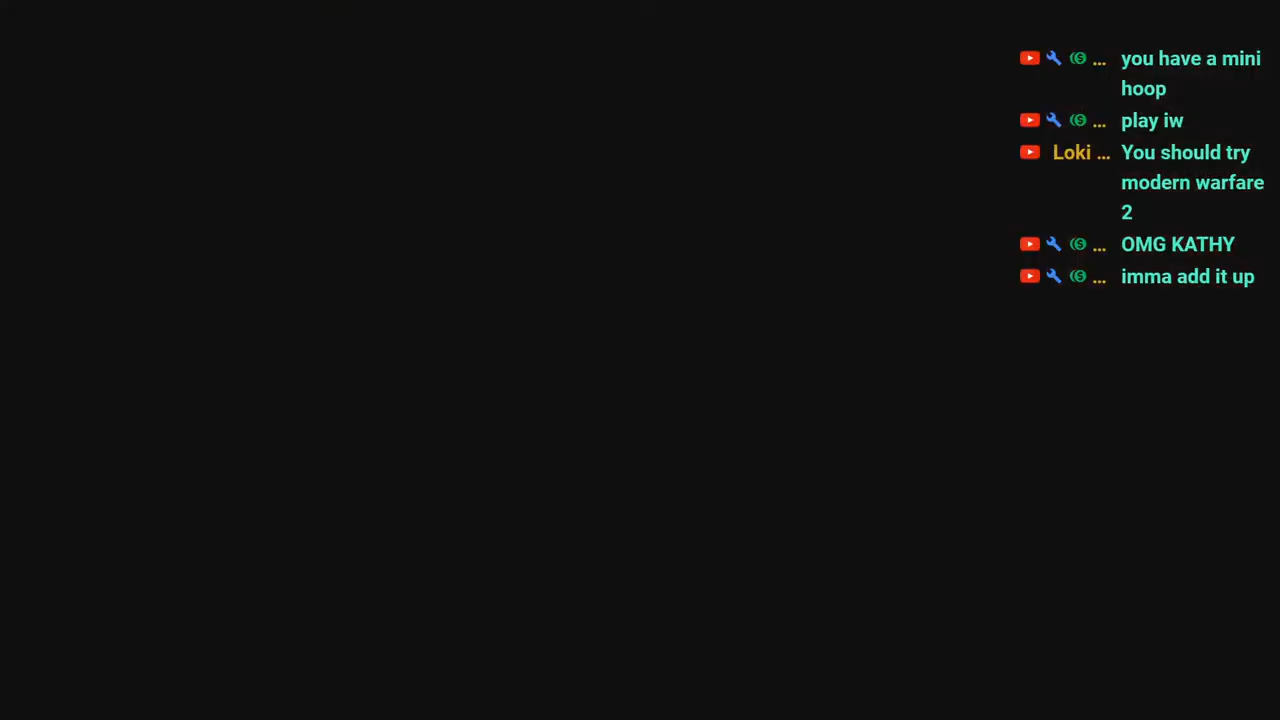 ... you have a mini
hoop
... play iw
Loki ... You should try
modern warfare
2
... OMG KATHY
... imma add it up